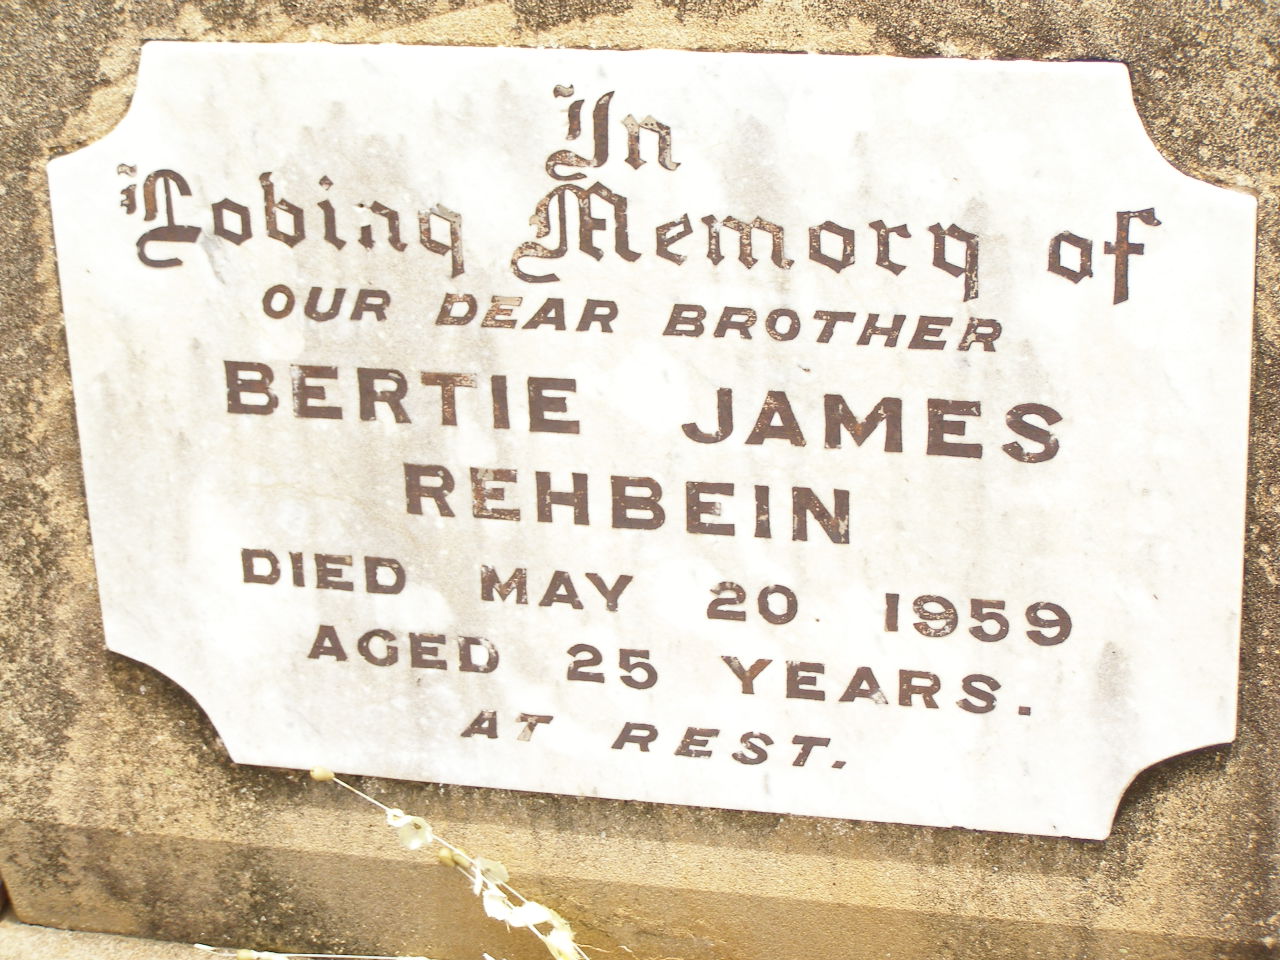 In
Loving Memory of
OUR DEAR BROTHER
BERTIE JAMES
REHBEIN
DIED MAY 20 1959
AGED 25 YEARS.
AT REST.